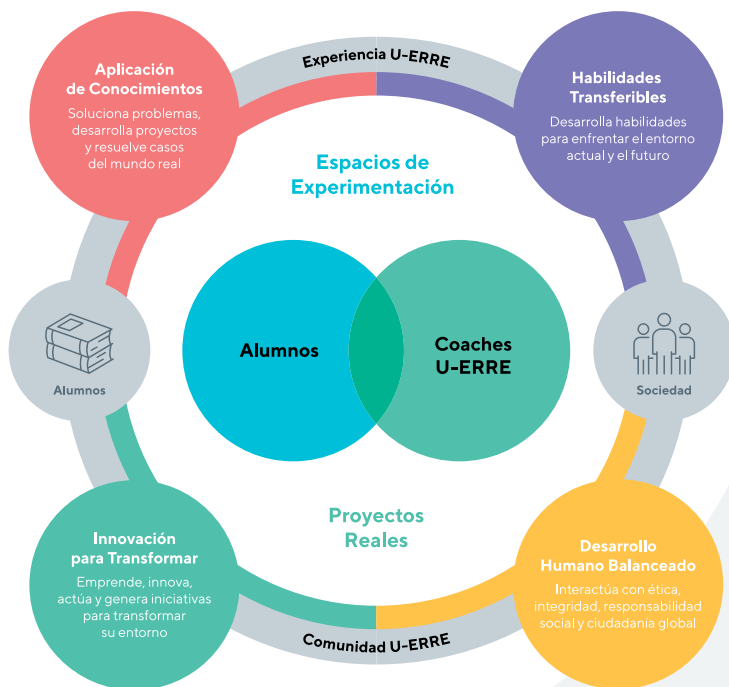 Experiencia U-ERRE
Aplicación
de Conocimientos
Soluciona problemas,
desarrolla proyectos
y resuelve casos
del mundo real
Habilidades
Transferibles
Desarrolla habilidades
para enfrentar el entorno
actual y el futuro
Espacios de
Experimentación
Alumnos
Alumnos
Coaches
U-ERRE
Sociedad
Proyectos
Reales
Innovación
para Transformar
Emprende, innova,
actúa y genera iniciativas
para transformar
su entorno
Desarrollo
Humano Balanceado
Interactúa con ética,
integridad, responsabilidad
social y ciudadanía global
Comunidad U-ERRE